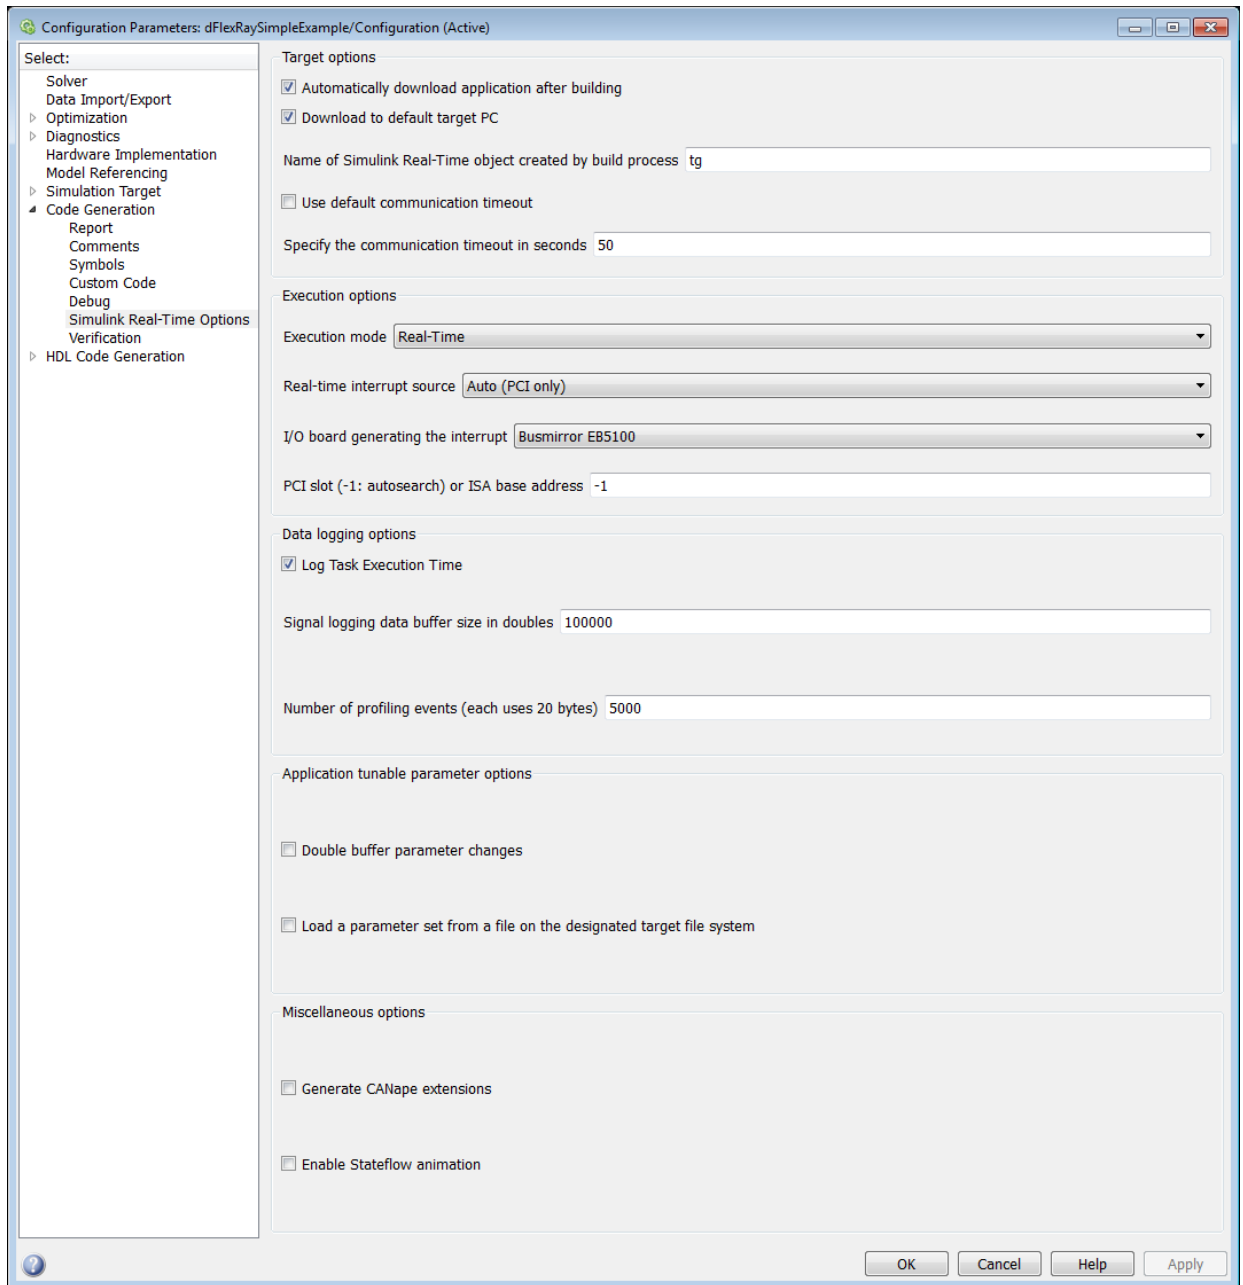 Configuration Parameters: dFlexRaySimpleExample/Configuration (Active)
Select:
Solver
Data Import/Export
Optimization
Diagnostics
Hardware Implementation
Model Referencing
Simulation Target
Code Generation
Report
Comments
Symbols
Custom Code
Debug
Simulink Real-Time Options
Verification
HDL Code Generation
Target options
Automatically download application after building
Download to default target PC
Name of Simulink Real-Time object created by build process tg
Use default communication timeout
Specify the communication timeout in seconds 50
Execution options
Execution mode Real-Time
Real-time interrupt source Auto (PCI only)
I/O board generating the interrupt Busmirror EB5100
PCI slot (-1: autosearch) or ISA base address -1
Data logging options
Log Task Execution Time
Signal logging data buffer size in doubles 100000
Number of profiling events (each uses 20 bytes) 5000
Application tunable parameter options
Double buffer parameter changes
Load a parameter set from a file on the designated target file system
Miscellaneous options
Generate CANape extensions
Enable Stateflow animation
? OK Cancel Help Apply